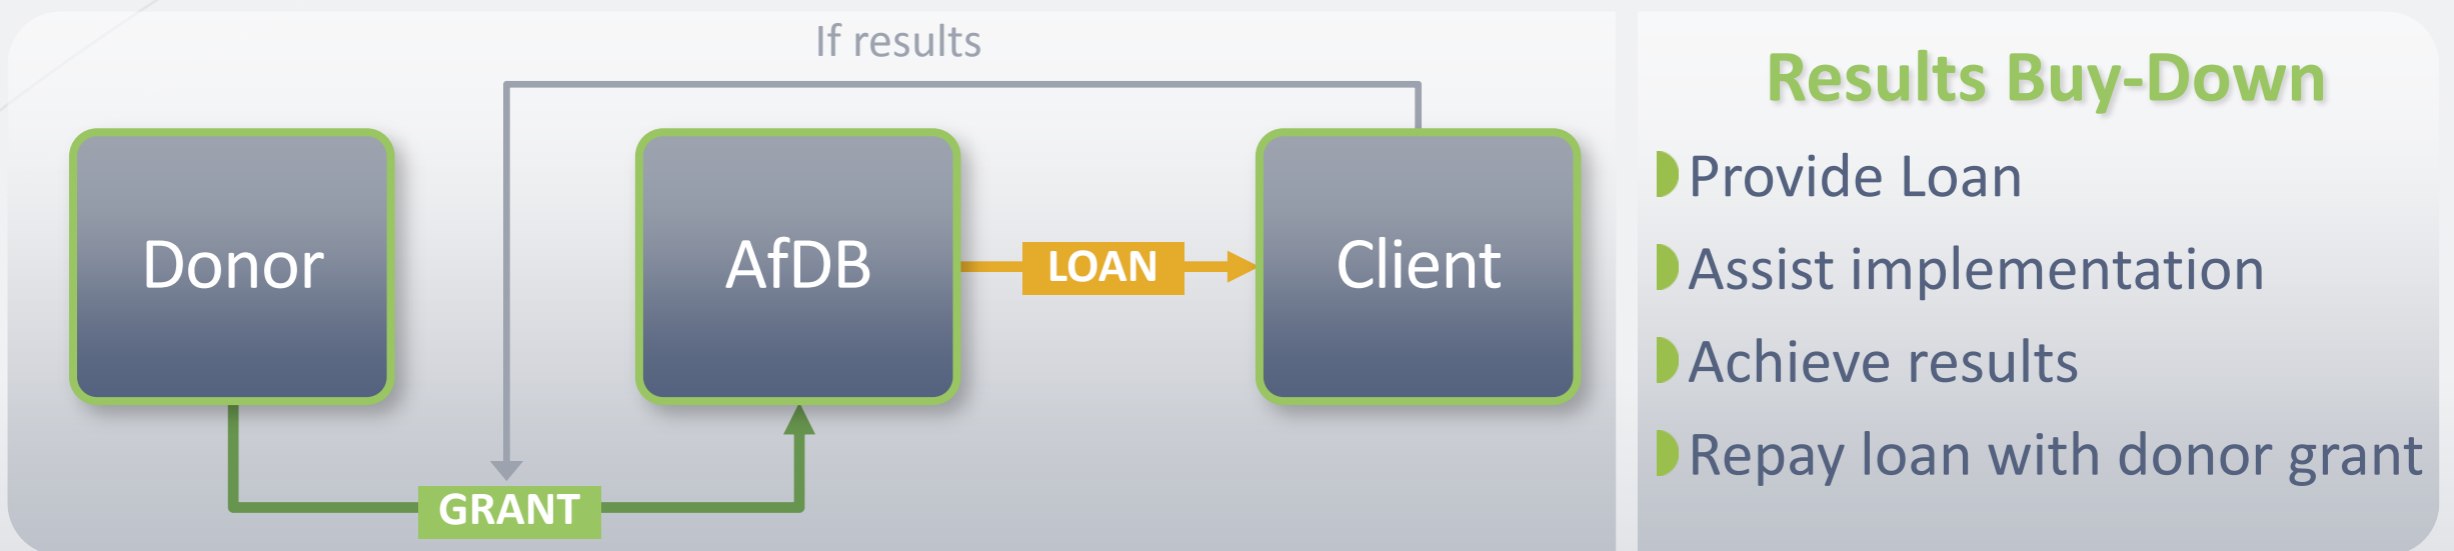 If results
Donor
AfDB
LOAN
Client
GRANT
Results Buy-Down
Provide Loan
Assist implementation
Achieve results
Repay loan with donor grant